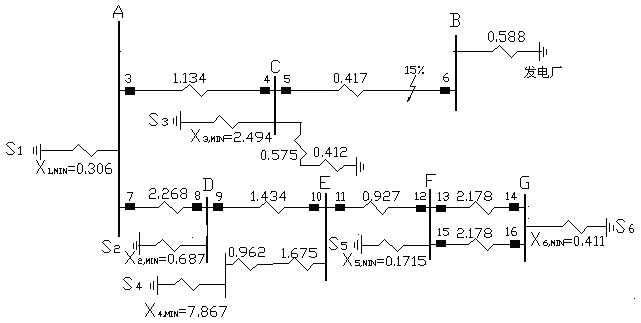 A
B
0.588
发电厂
C
15%
3
1.134
4
5
0.417
6
S3
X3,MIN=2.494
0.575
0.412
S1
X1.MIN=0.306
7
2.268
8
D
9
1.434
10
E
11
0.927
12
F
13
2.178
14
G
S2
X2,MIN=0.687
S5
X5,MIN=0.1715
15
2.178
16
X6,MIN=0.411
S6
0.962
1.675
S4
X4,MIN=7.867